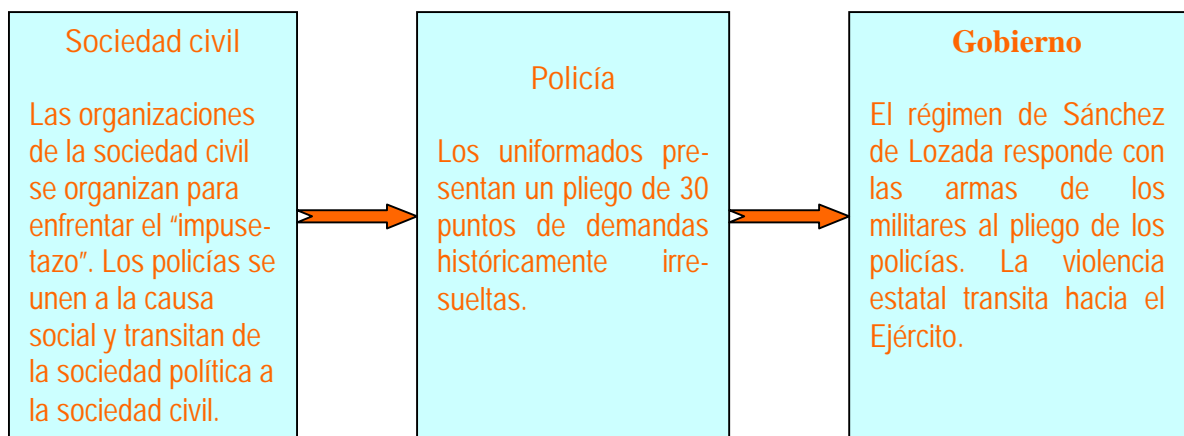 Sociedad civil
Las organizaciones
de la sociedad civil
se organizan para
enfrentar el “impuse-
tazo”. Los policías se
unen a la causa
social y transitan de
la sociedad política a
la sociedad civil.
Policía
Los uniformados pre-
sentan un pliego de 30
puntos de demandas
históricamente irre-
sueltas.
Gobierno
El régimen de Sánchez
de Lozada responde con
las armas de los
militares al pliego de los
policías. La violencia
estatal transita hacia el
Ejército.